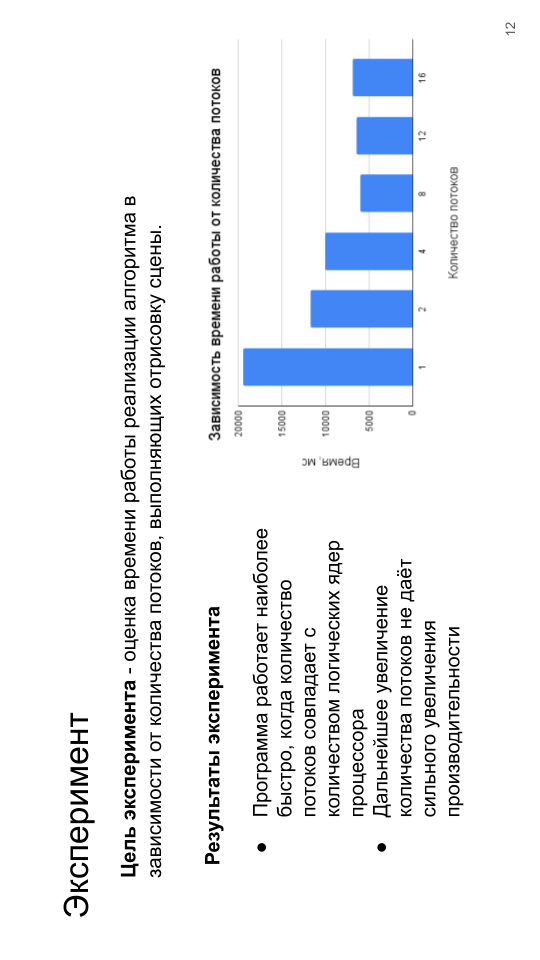 Эксперимент
Цель эксперимента - оценка времени работы реализации алгоритма в
зависимости от количества потоков, выполняющих отрисовку сцены.
Результаты эксперимента
● Программа работает наиболее
быстро, когда количество
потоков совпадает с
количеством логических ядер
процессора
● Дальнейшее увеличение
количества потоков не даёт
сильного увеличения
производительности
Зависимость времени работы от количества потоков
Время, мс
20000
15000
10000
5000
0
1 2 4 8 12 16
Количество потоков
12